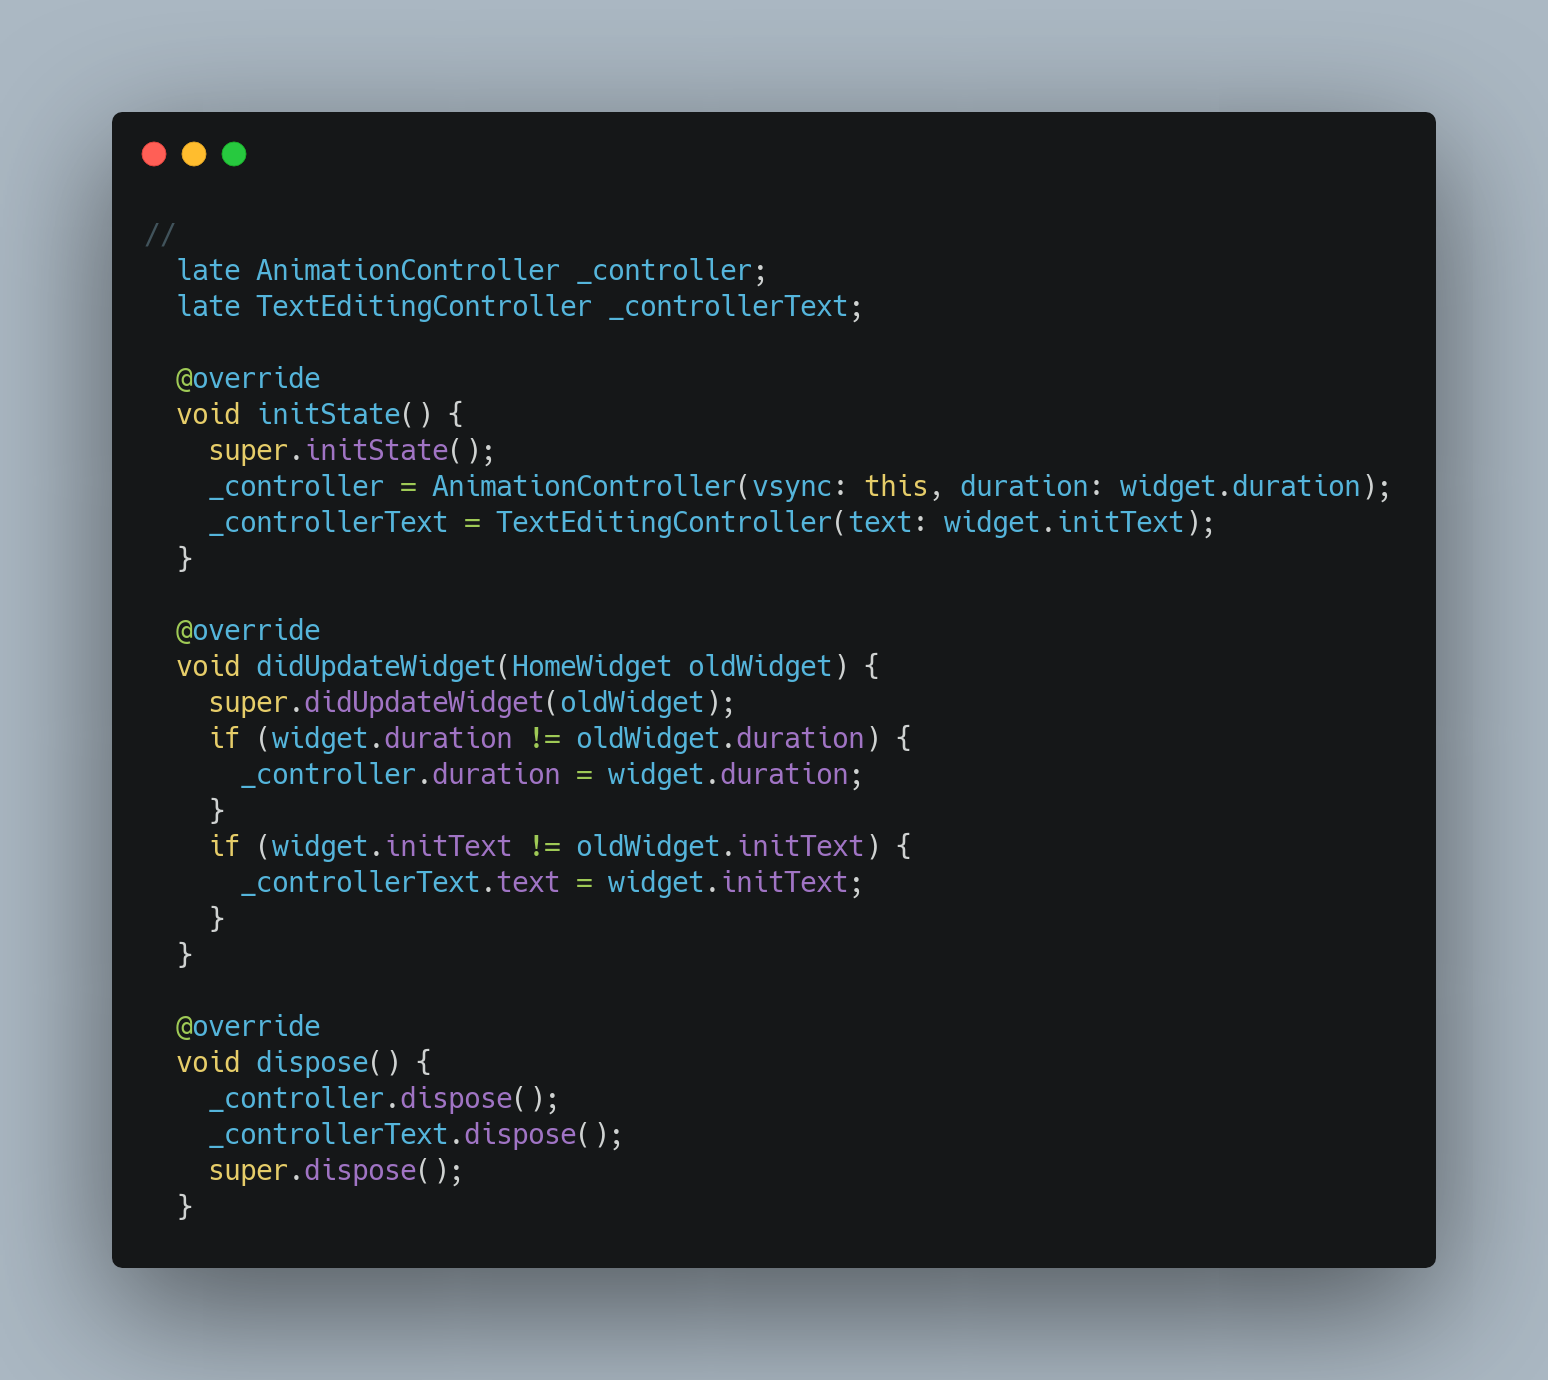 //
  late AnimationController _controller;
  late TextEditingController _controllerText;

  @override
  void initState() {
    super.initState();
    _controller = AnimationController(vsync: this, duration: widget.duration);
    _controllerText = TextEditingController(text: widget.initText);
  }

  @override
  void didUpdateWidget(HomeWidget oldWidget) {
    super.didUpdateWidget(oldWidget);
    if (widget.duration != oldWidget.duration) {
      _controller.duration = widget.duration;
    }
    if (widget.initText != oldWidget.initText) {
      _controllerText.text = widget.initText;
    }
  }

  @override
  void dispose() {
    _controller.dispose();
    _controllerText.dispose();
    super.dispose();
  }